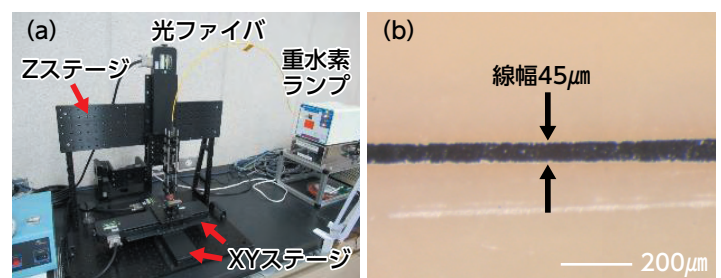 (a)
光ファイバ
Zステージ
重水素
ランプ
XYステージ
(b)
線幅45㎛
200㎛